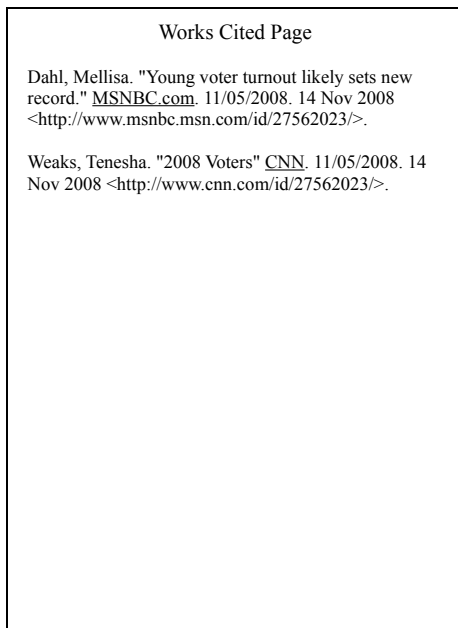 Works Cited Page
Dahl, Mellisa. "Young voter turnout likely sets new
record." MSNBC.com. 11/05/2008. 14 Nov 2008
<http://www.msnbc.msn.com/id/27562023/>.
Weaks, Tenesha. "2008 Voters" CNN. 11/05/2008. 14
Nov 2008 <http://www.cnn.com/id/27562023/>.